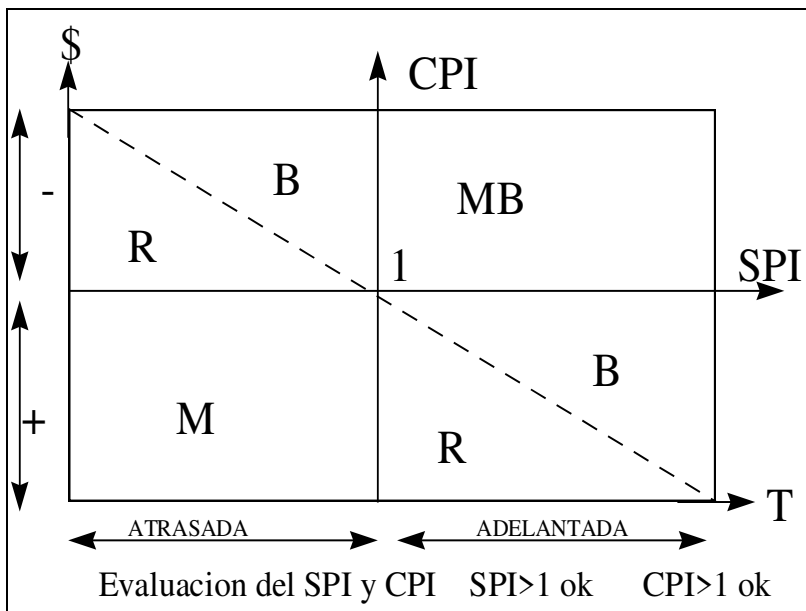 $
CPI
-
B
MB
R
1
SPI
B
+
M
R
T
ATRASADA ADELANTADA
Evaluacion del SPI y CPI SPI>1 ok CPI>1 ok